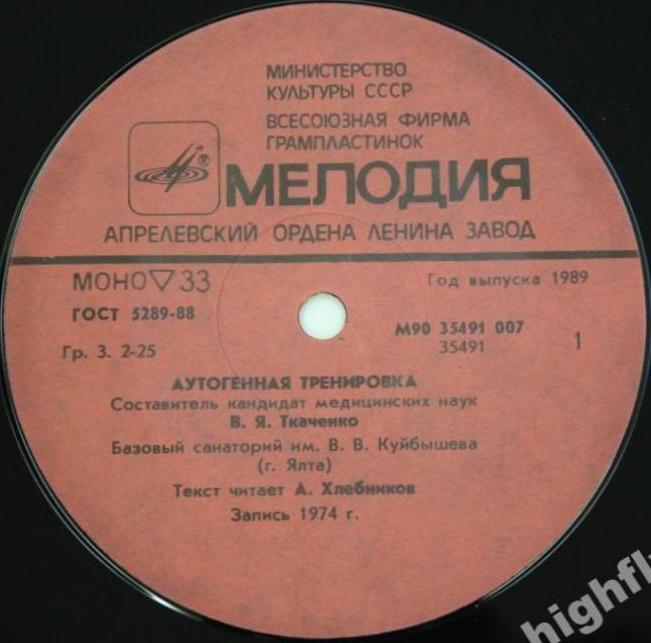 МИНИСТЕРСТВО
КУЛЬТУРЫ СССР
ВСЕСОЮЗНАЯ ФИРМА
ГРАМПЛАСТИНОК
®
МЕЛОДИЯ
АПРЕЛЕВСКИЙ ОРДЕНА ЛЕНИНА ЗАВОД
МОНО ▽ 33
Год выпуска 1989
ГОСТ 5289-88
М90 35491 007
Гр. 3. 2-25
35491
1
АУТОГЕННАЯ ТРЕНИРОВКА
Составитель кандидат медицинских наук
В. Я. Ткаченко
Базовый санаторий им. В. В. Куйбышева
(г. Ялта)
Текст читает А. Хлебников
Запись 1974 г.
highfl